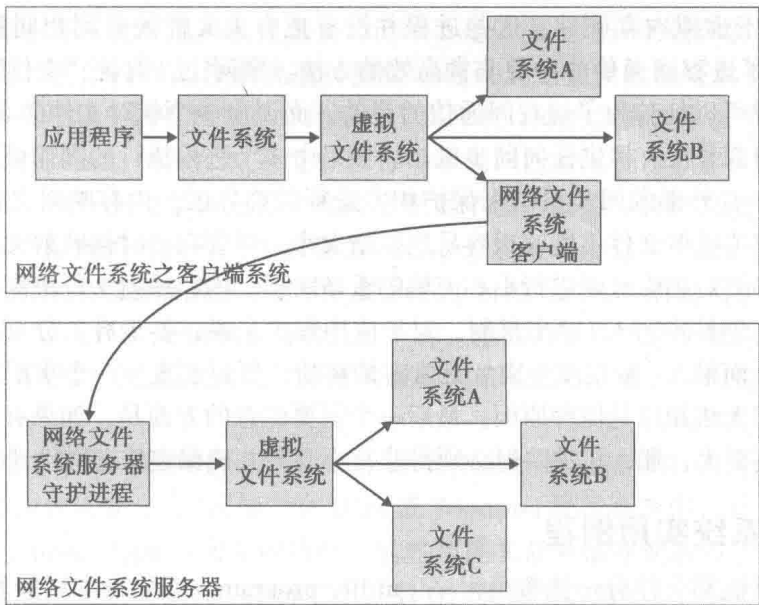 文件
系统A
应用程序
文件系统
虚拟
文件系统
文件
系统B
网络文件
系统
客户端
网络文件系统之客户端系统
文件
系统A
网络文件
系统服务器
守护进程
虚拟
文件系统
文件
系统B
文件
系统C
网络文件系统服务器